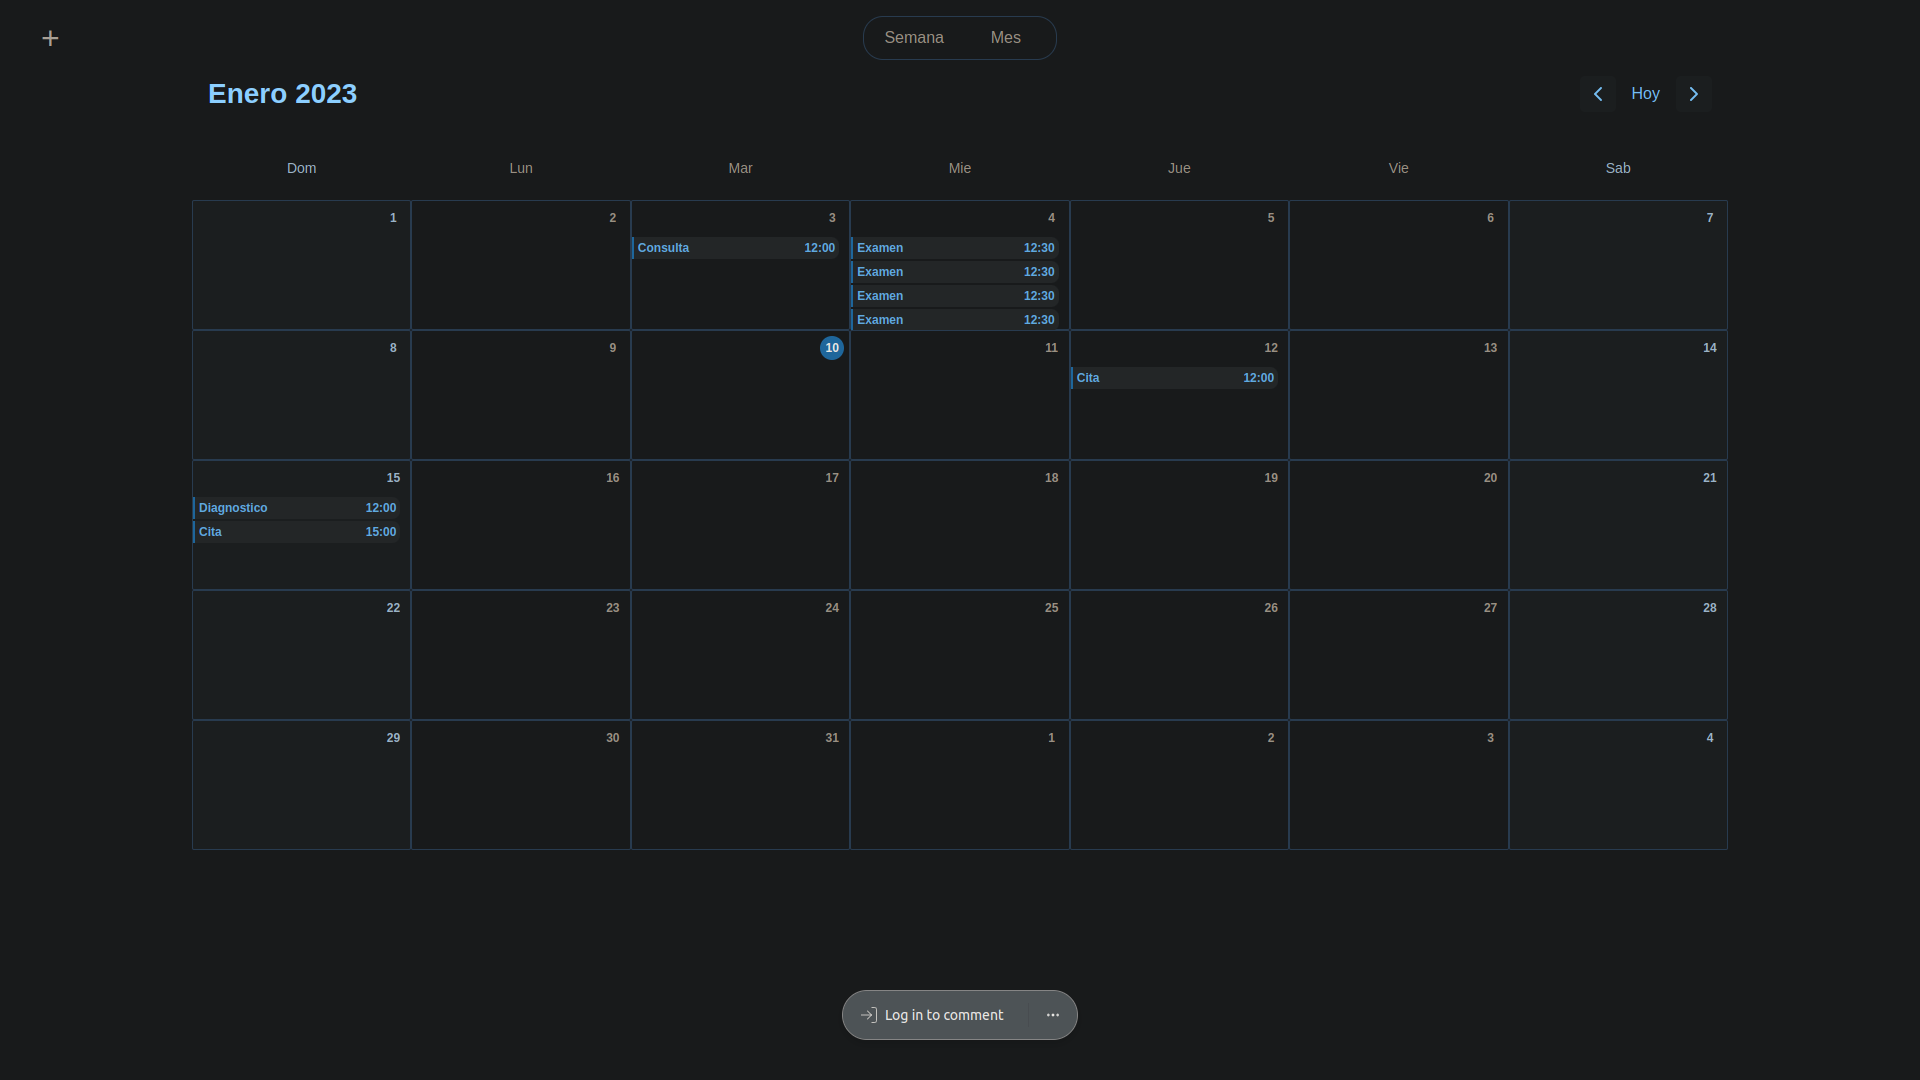 + Semana Mes
Enero 2023 Hoy
Dom Lun Mar Mie Jue Vie Sab
1 2 3 4 5 6 7
Consulta 12:00 Examen 12:30
Examen 12:30
Examen 12:30
Examen 12:30
8 9 10 11 12 13 14
Cita 12:00
15 16 17 18 19 20 21
Diagnostico 12:00
Cita 15:00
22 23 24 25 26 27 28
29 30 31 1 2 3 4
Log in to comment ...